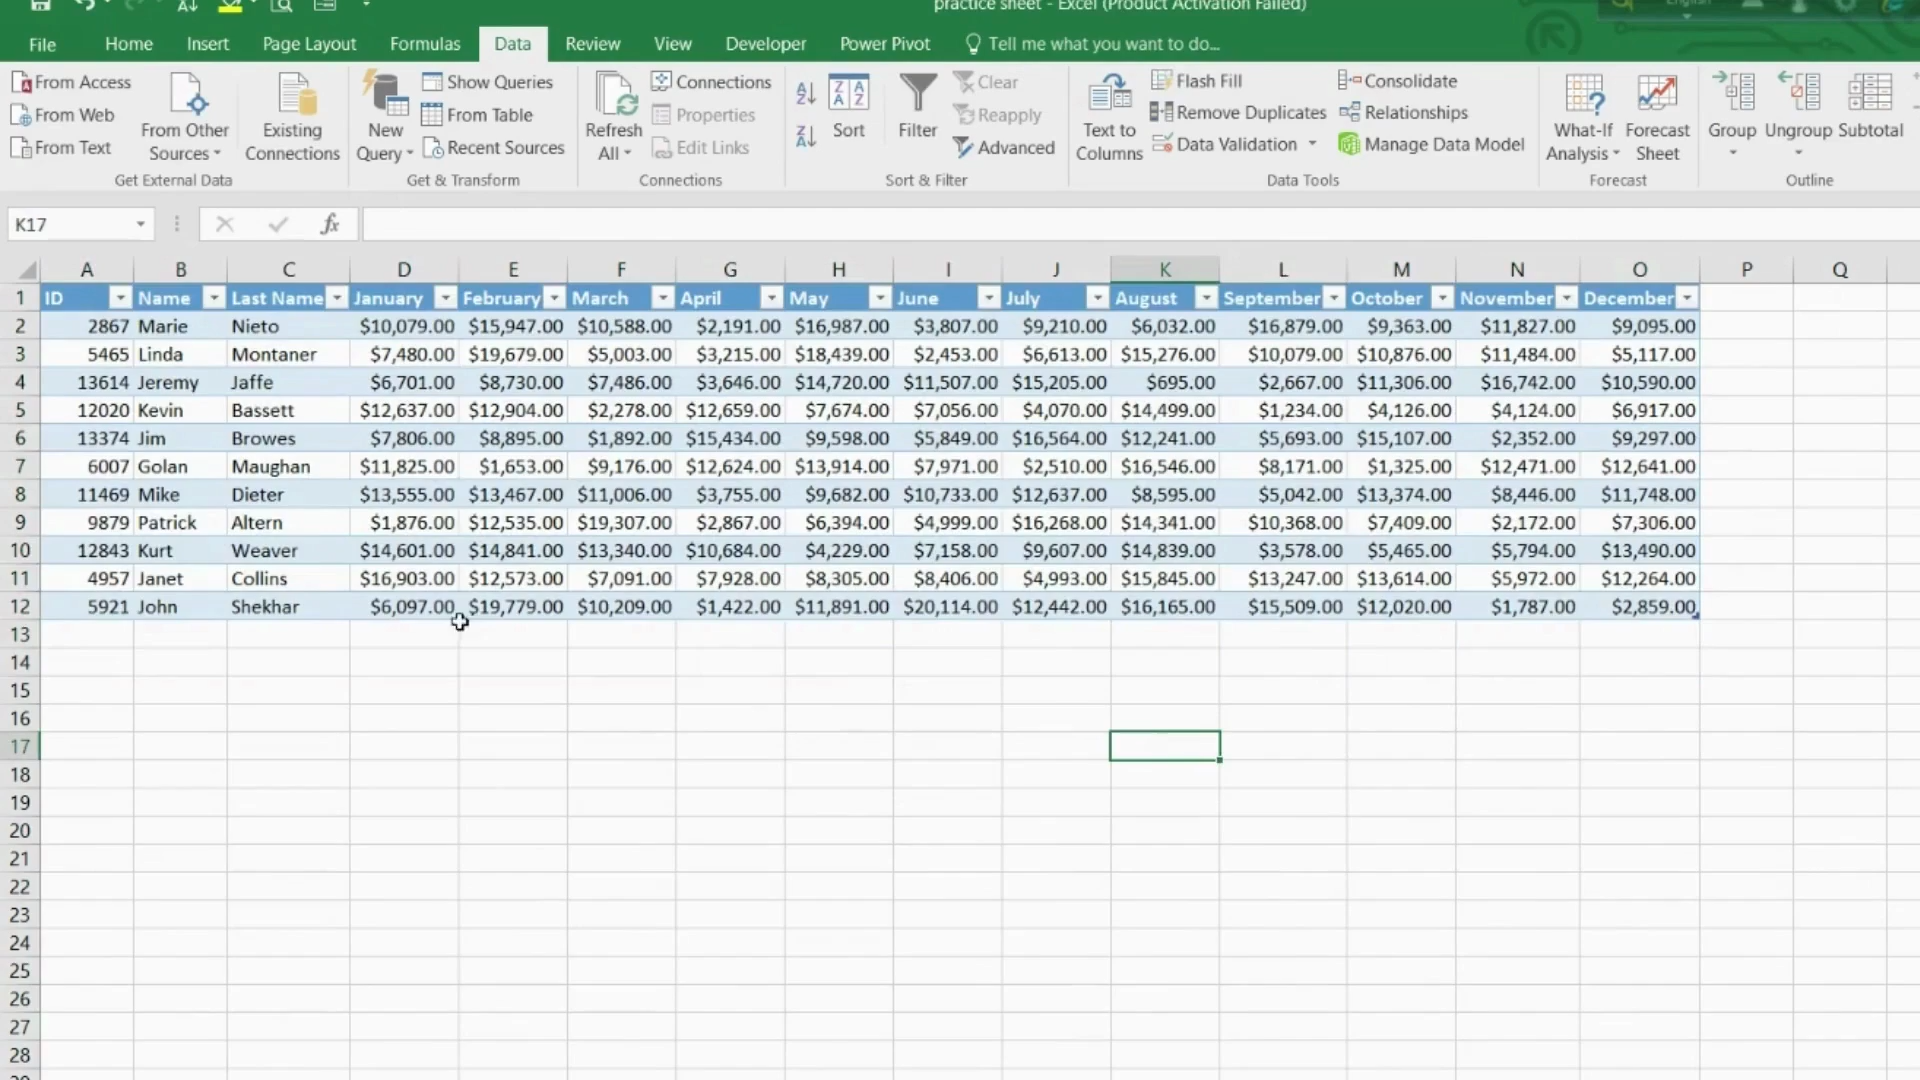 practice sheet - Excel (Product Activation Failed)
English
File Home Insert Page Layout Formulas Data Review View Developer Power Pivot Tell me what you want to do...
From Access
From Web
From Text
From Other Sources
Existing Connections
Get External Data
New Query
Show Queries
From Table
Recent Sources
Get & Transform
Refresh All
Connections
Properties
Edit Links
Connections
Sort
Filter
Clear
Reapply
Advanced
Sort & Filter
Text to Columns
Flash Fill
Remove Duplicates
Data Validation
Consolidate
Relationships
Manage Data Model
Data Tools
What-If Analysis
Forecast Sheet
Forecast
Group
Ungroup
Subtotal
Outline
K17 fx
A B C D E F G H I J K L M N O P Q
1 ID Name Last Name January February March April May June July August September October November December
2 2867 Marie Nieto $10,079.00 $15,947.00 $10,588.00 $2,191.00 $16,987.00 $3,807.00 $9,210.00 $6,032.00 $16,879.00 $9,363.00 $11,827.00 $9,095.00
3 5465 Linda Montaner $7,480.00 $19,679.00 $5,003.00 $3,215.00 $18,439.00 $2,453.00 $6,613.00 $15,276.00 $10,079.00 $10,876.00 $11,484.00 $5,117.00
4 13614 Jeremy Jaffe $6,701.00 $8,730.00 $7,486.00 $3,646.00 $14,720.00 $11,507.00 $15,205.00 $695.00 $2,667.00 $11,306.00 $16,742.00 $10,590.00
5 12020 Kevin Bassett $12,637.00 $12,904.00 $2,278.00 $12,659.00 $7,674.00 $7,056.00 $4,070.00 $14,499.00 $1,234.00 $4,126.00 $4,124.00 $6,917.00
6 13374 Jim Browes $7,806.00 $8,895.00 $1,892.00 $15,434.00 $9,598.00 $5,849.00 $16,564.00 $12,241.00 $5,693.00 $15,107.00 $2,352.00 $9,297.00
7 6007 Golan Maughan $11,825.00 $1,653.00 $9,176.00 $12,624.00 $13,914.00 $7,971.00 $2,510.00 $16,546.00 $8,171.00 $1,325.00 $12,471.00 $12,641.00
8 11469 Mike Dieter $13,555.00 $13,467.00 $11,006.00 $3,755.00 $9,682.00 $10,733.00 $12,637.00 $8,595.00 $5,042.00 $13,374.00 $8,446.00 $11,748.00
9 9879 Patrick Altern $1,876.00 $12,535.00 $19,307.00 $2,867.00 $6,394.00 $4,999.00 $16,268.00 $14,341.00 $10,368.00 $7,409.00 $2,172.00 $7,306.00
10 12843 Kurt Weaver $14,601.00 $14,841.00 $13,340.00 $10,684.00 $4,229.00 $7,158.00 $9,607.00 $14,839.00 $3,578.00 $5,465.00 $5,794.00 $13,490.00
11 4957 Janet Collins $16,903.00 $12,573.00 $7,091.00 $7,928.00 $8,305.00 $8,406.00 $4,993.00 $15,845.00 $13,247.00 $13,614.00 $5,972.00 $12,264.00
12 5921 John Shekhar $6,097.00 $19,779.00 $10,209.00 $1,422.00 $11,891.00 $20,114.00 $12,442.00 $16,165.00 $15,509.00 $12,020.00 $1,787.00 $2,859.00
13
14
15
16
17
18
19
20
21
22
23
24
25
26
27
28